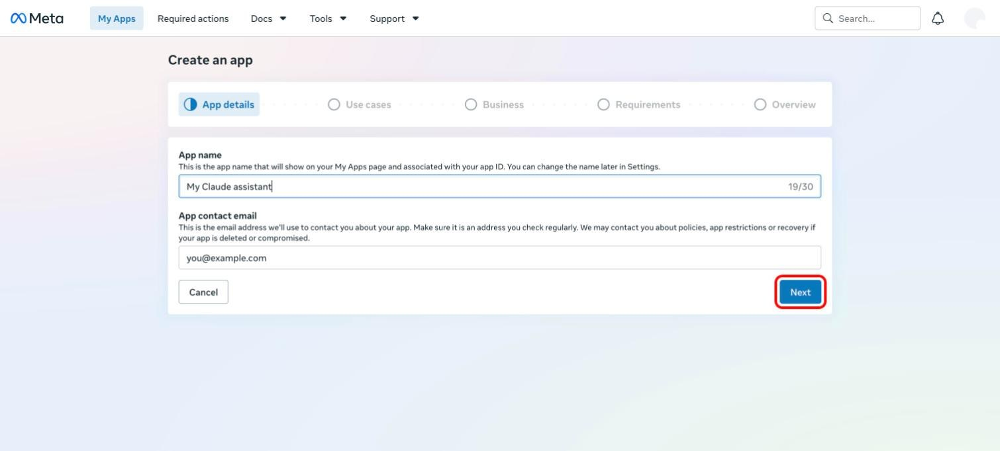 Meta
My Apps
Required actions
Docs
Tools
Support
Search...
Create an app
App details
Use cases
Business
Requirements
Overview
App name
This is the app name that will show on your My Apps page and associated with your app ID. You can change the name later in Settings.
My Claude assistant
19/30
App contact email
This is the email address we'll use to contact you about your app. Make sure it is an address you check regularly. We may contact you about policies, app restrictions or recovery if
your app is deleted or compromised.
you@example.com
Cancel
Next